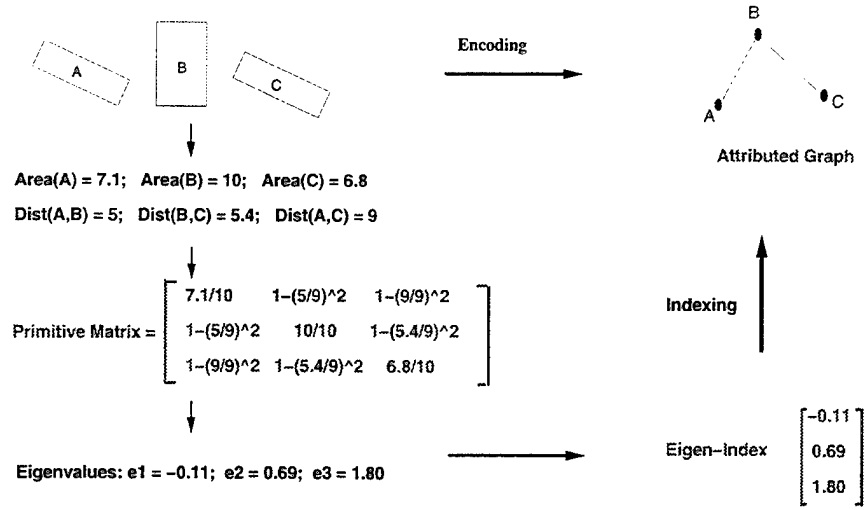 A
B
C
Encoding
B
A
C
Attributed Graph
Area(A) = 7.1; Area(B) = 10; Area(C) = 6.8
Dist(A,B) = 5; Dist(B,C) = 5.4; Dist(A,C) = 9
Primitive Matrix =
7.1/10 1−(5/9)^2 1−(9/9)^2
1−(5/9)^2 10/10 1−(5.4/9)^2
1−(9/9)^2 1−(5.4/9)^2 6.8/10
Indexing
Eigenvalues: e1 = −0.11; e2 = 0.69; e3 = 1.80
Eigen−Index
−0.11
0.69
1.80